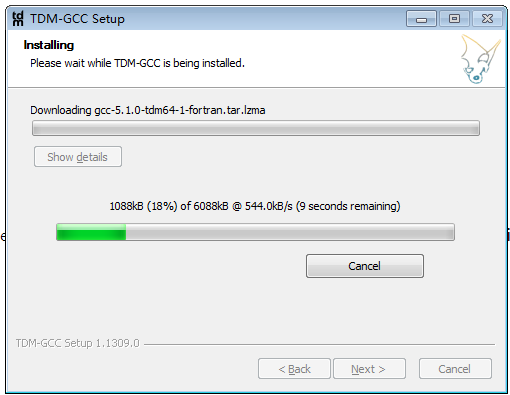 TDM-GCC Setup
Installing
Please wait while TDM-GCC is being installed.
Downloading gcc-5.1.0-tdm64-1-fortran.tar.lzma
Show details
1088kB (18%) of 6088kB @ 544.0kB/s (9 seconds remaining)
Cancel
TDM-GCC Setup 1.1309.0
< Back
Next >
Cancel